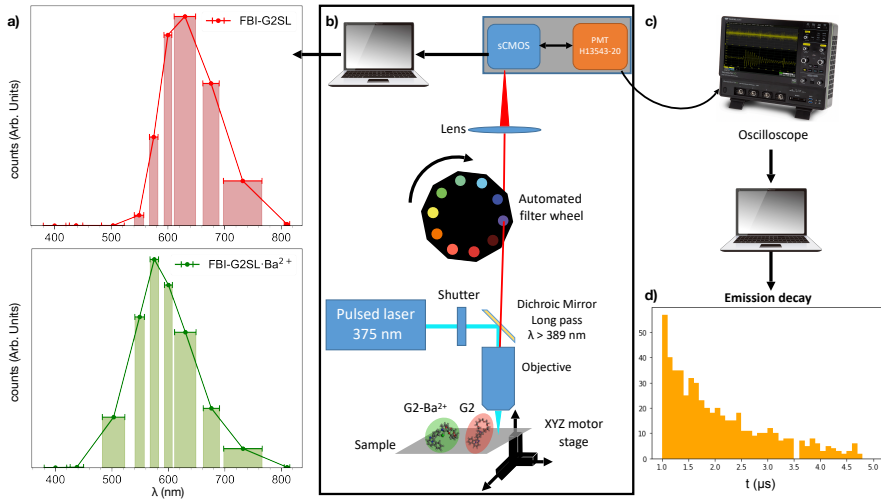 a)
FBI-G2SL
counts (Arb. Units)
400 500 600 700 800
FBI-G2SL·Ba2+
counts (Arb. Units)
400 500 600 700 800
λ (nm)
b)
sCMOS
PMT
H13543-20
Lens
Automated
filter wheel
Shutter
Pulsed laser
375 nm
Dichroic Mirror
Long pass
λ > 389 nm
Objective
G2-Ba2+ G2
Sample
XYZ motor
stage
c)
Oscilloscope
d)
Emission decay
50
40
30
20
10
0
1.0 1.5 2.0 2.5 3.0 3.5 4.0 4.5 5.0
t (μs)